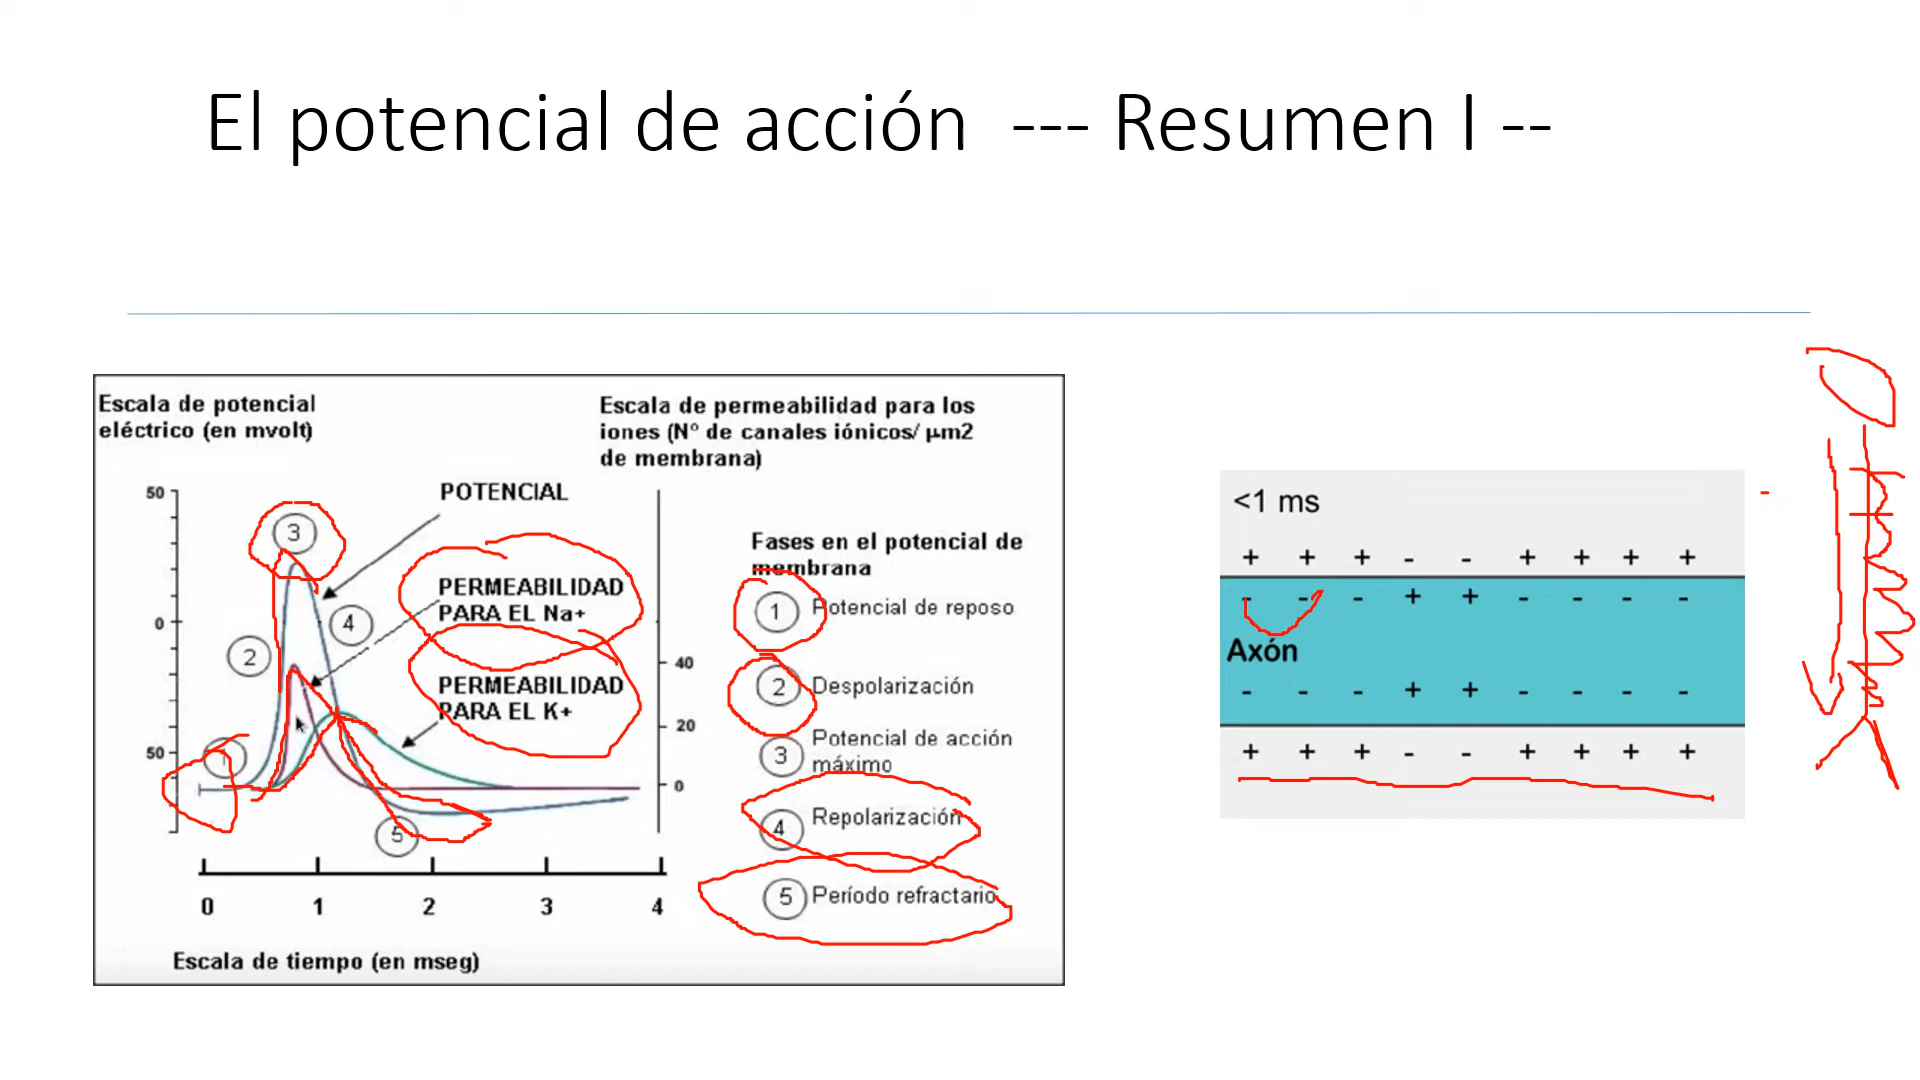 El potencial de acción --- Resumen I --
Escala de potencial
eléctrico (en mvolt)
Escala de permeabilidad para los
iones (Nº de canales iónicos/ µm2
de membrana)
POTENCIAL
50
3
PERMEABILIDAD
PARA EL Na+
0
4
2
40
PERMEABILIDAD
PARA EL K+
20
50
1
0
5
0 1 2 3 4
Escala de tiempo (en mseg)
Fases en el potencial de
membrana
1 Potencial de reposo
2 Despolarización
3 Potencial de acción
máximo
4 Repolarización
5 Período refractario
<1 ms
+ + + - - + + + +
- - - + + - - - -
Axón
- - - + + - - - -
+ + + - - + + + +